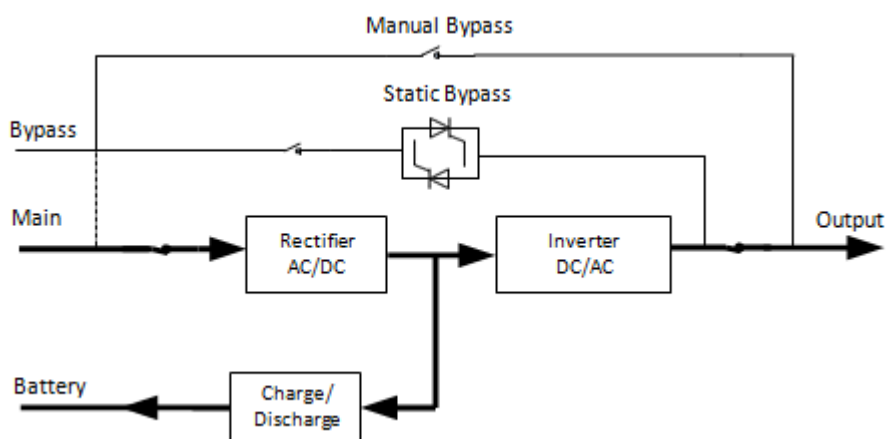 Manual Bypass
Static Bypass
Bypass
Main
Output
Rectifier
AC/DC
Inverter
DC/AC
Battery
Charge/
Discharge